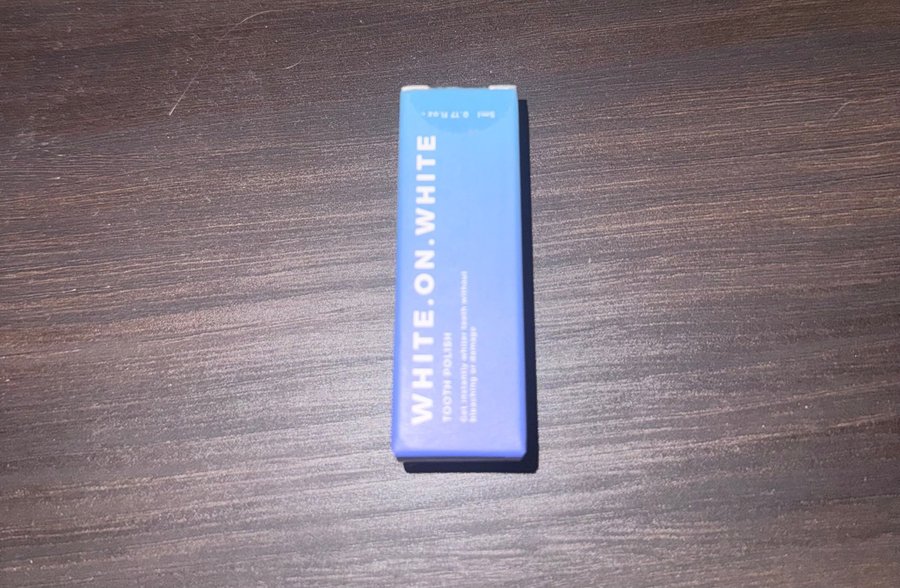 WHITE.ON.WHITE
TOOTH POLISH
Get instantly whiter teeth without
bleaching or damage
5ml 0.17 fl.oz